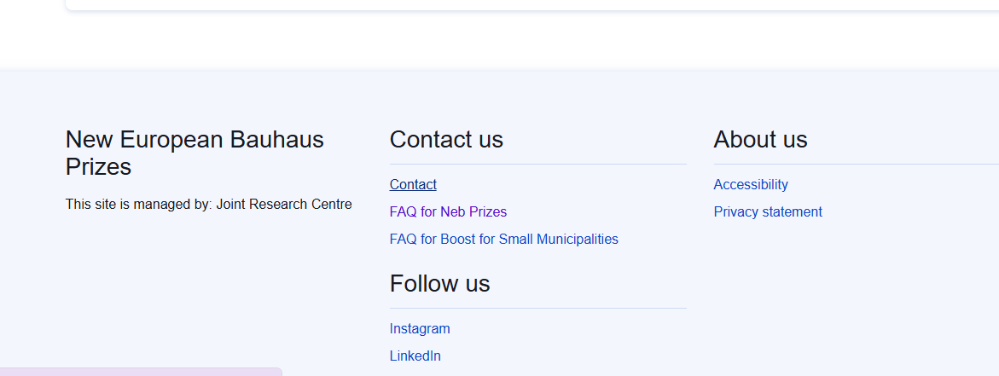 New European Bauhaus
Prizes
This site is managed by: Joint Research Centre
Contact us
Contact
FAQ for Neb Prizes
FAQ for Boost for Small Municipalities
Follow us
Instagram
LinkedIn
About us
Accessibility
Privacy statement